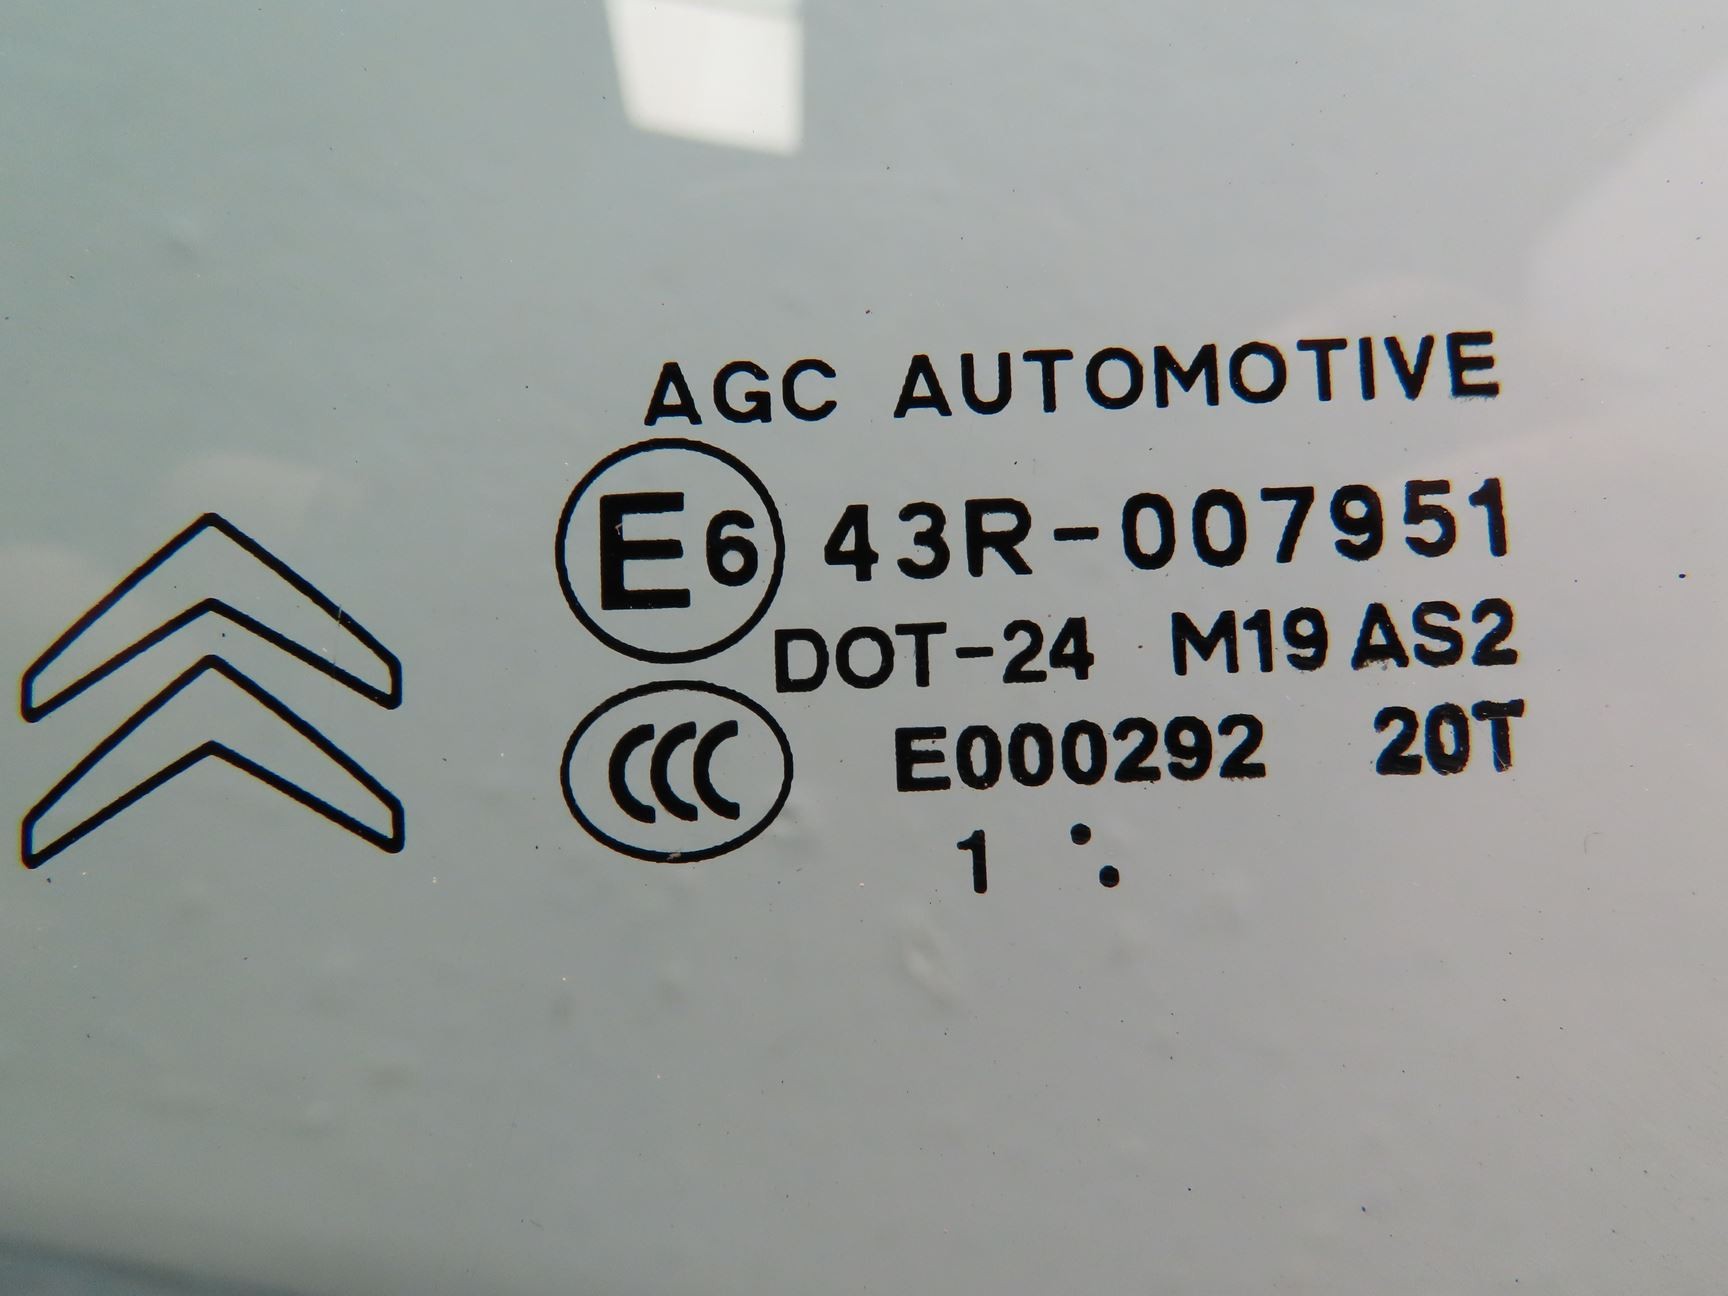 AGC AUTOMOTIVE
E6 43R-007951
DOT-24 M19 AS2
CCC E000292 20T
1